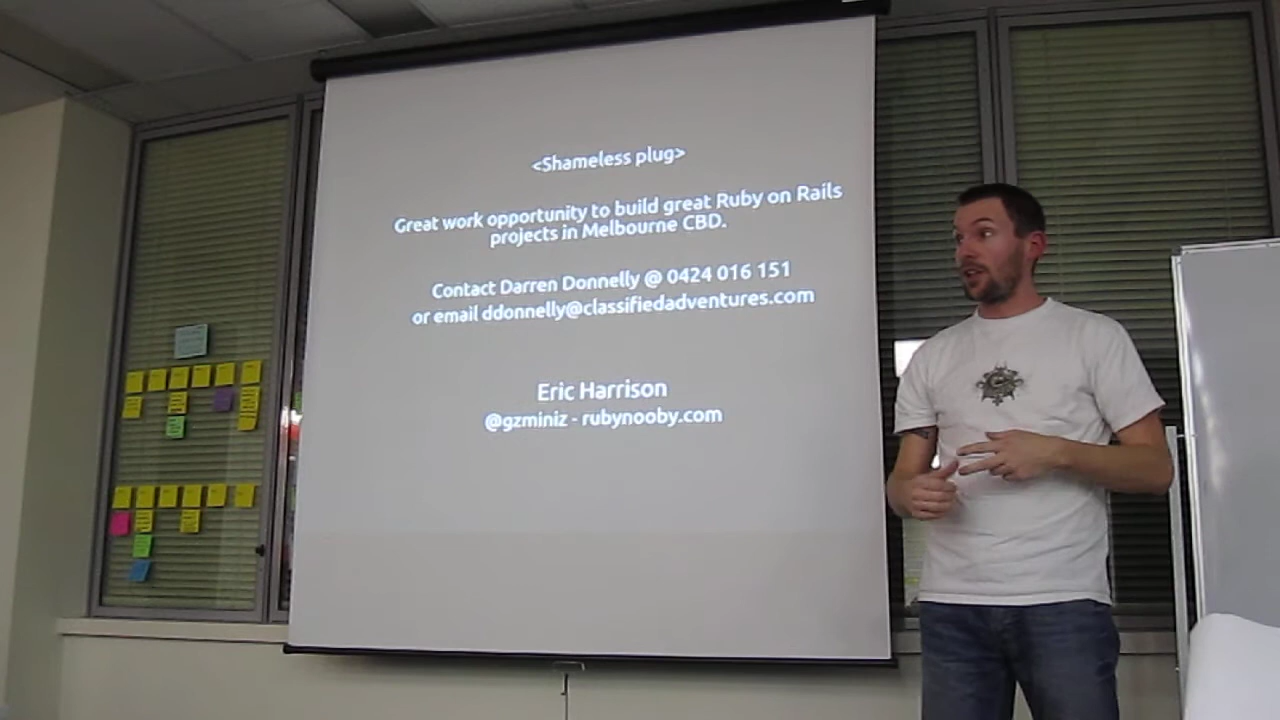 <Shameless plug>
Great work opportunity to build great Ruby on Rails
projects in Melbourne CBD.
Contact Darren Donnelly @ 0424 016 151
or email ddonnelly@classifiedadventures.com
Eric Harrison
@gzminiz - rubynooby.com